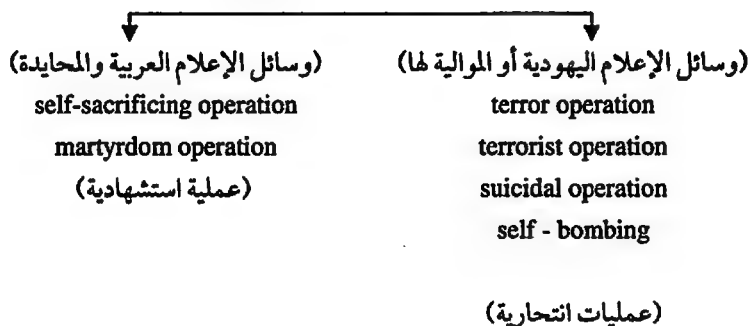 (وسائل الإعلام العربية والمحايدة)
self-sacrificing operation
martyrdom operation
(عملية استشهادية)
(وسائل الإعلام اليهودية أو الموالية لها)
terror operation
terrorist operation
suicidal operation
self - bombing
(عمليات انتحارية)